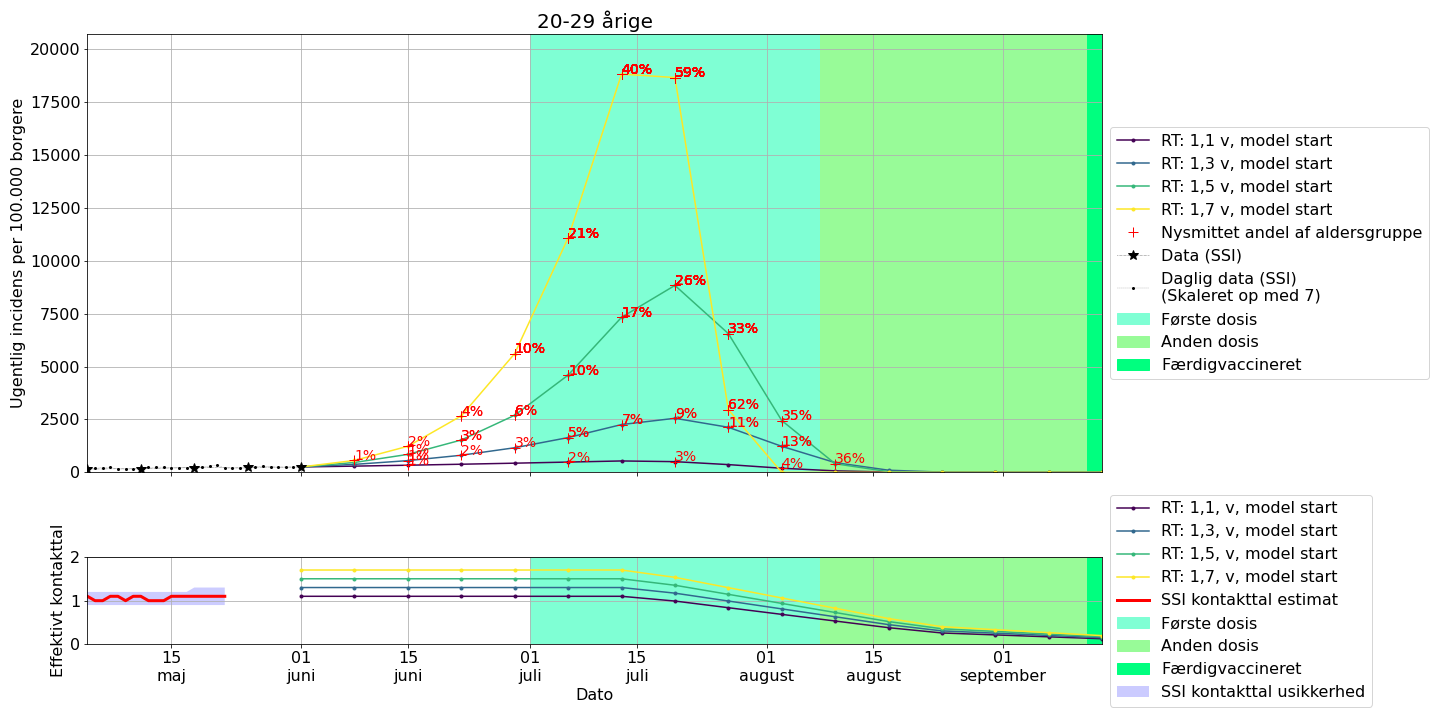 20-29 årige
Ugentlig incidens per 100.000 borgere
20000
17500
15000
12500
10000
7500
5000
2500
0
40%
59%
21%
26%
17%
33%
10%
10%
62%
4%
6%
35%
2%
3%
7%
9%
11%
1%
2%
3%
5%
13%
2%
3%
4%
36%
RT: 1,1 v, model start
RT: 1,3 v, model start
RT: 1,5 v, model start
RT: 1,7 v, model start
Nysmittet andel af aldersgruppe
Data (SSI)
Daglig data (SSI)
(Skaleret op med 7)
Første dosis
Anden dosis
Færdigvaccineret
Effektivt kontakttal
2
1
0
15
maj
01
juni
15
juni
01
juli
15
juli
01
august
15
august
01
september
Dato
RT: 1,1, v, model start
RT: 1,3, v, model start
RT: 1,5, v, model start
RT: 1,7, v, model start
SSI kontakttal estimat
Første dosis
Anden dosis
Færdigvaccineret
SSI kontakttal usikkerhed